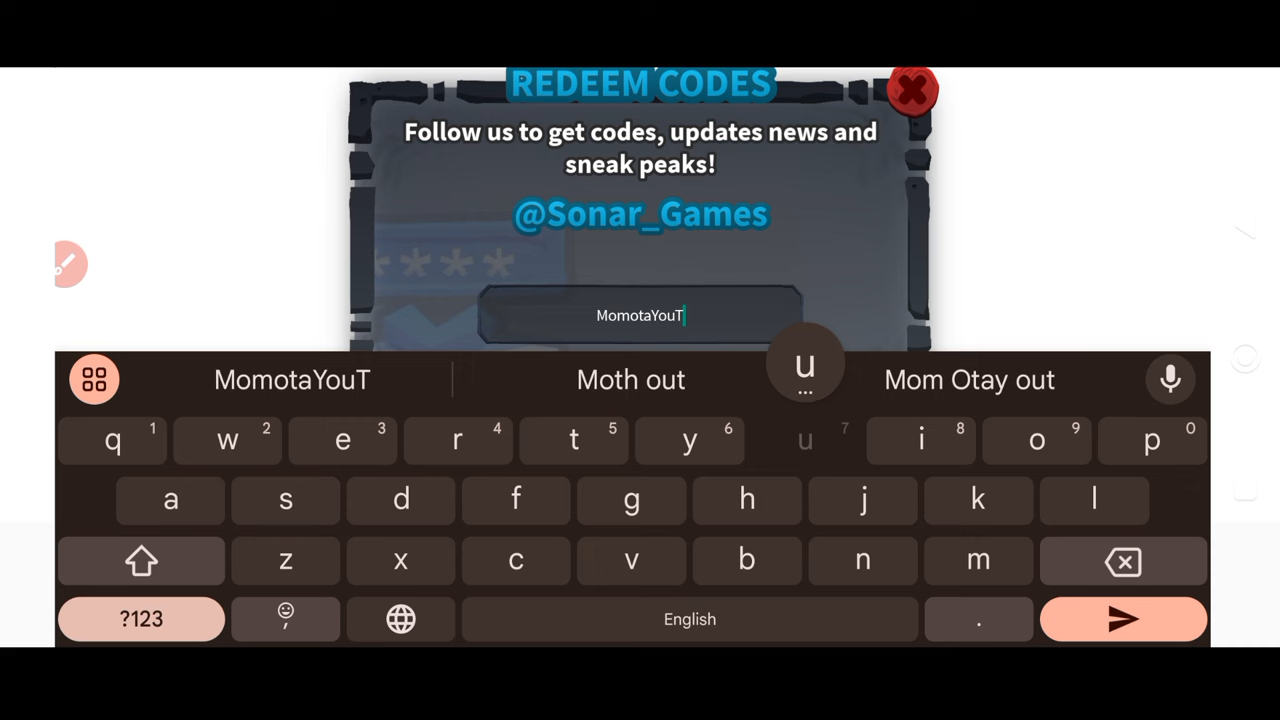 REDEEM CODES
Follow us to get codes, updates news and
sneak peaks!
@Sonar_Games
****
MomotaYouT
MomotaYouT
Moth out
u
...
Mom Otay out
q 1 w 2 e 3 r 4 t 5 y 6 u 7 i 8 o 9 p 0
a s d f g h j k l
z x c v b n m
?123 , English .